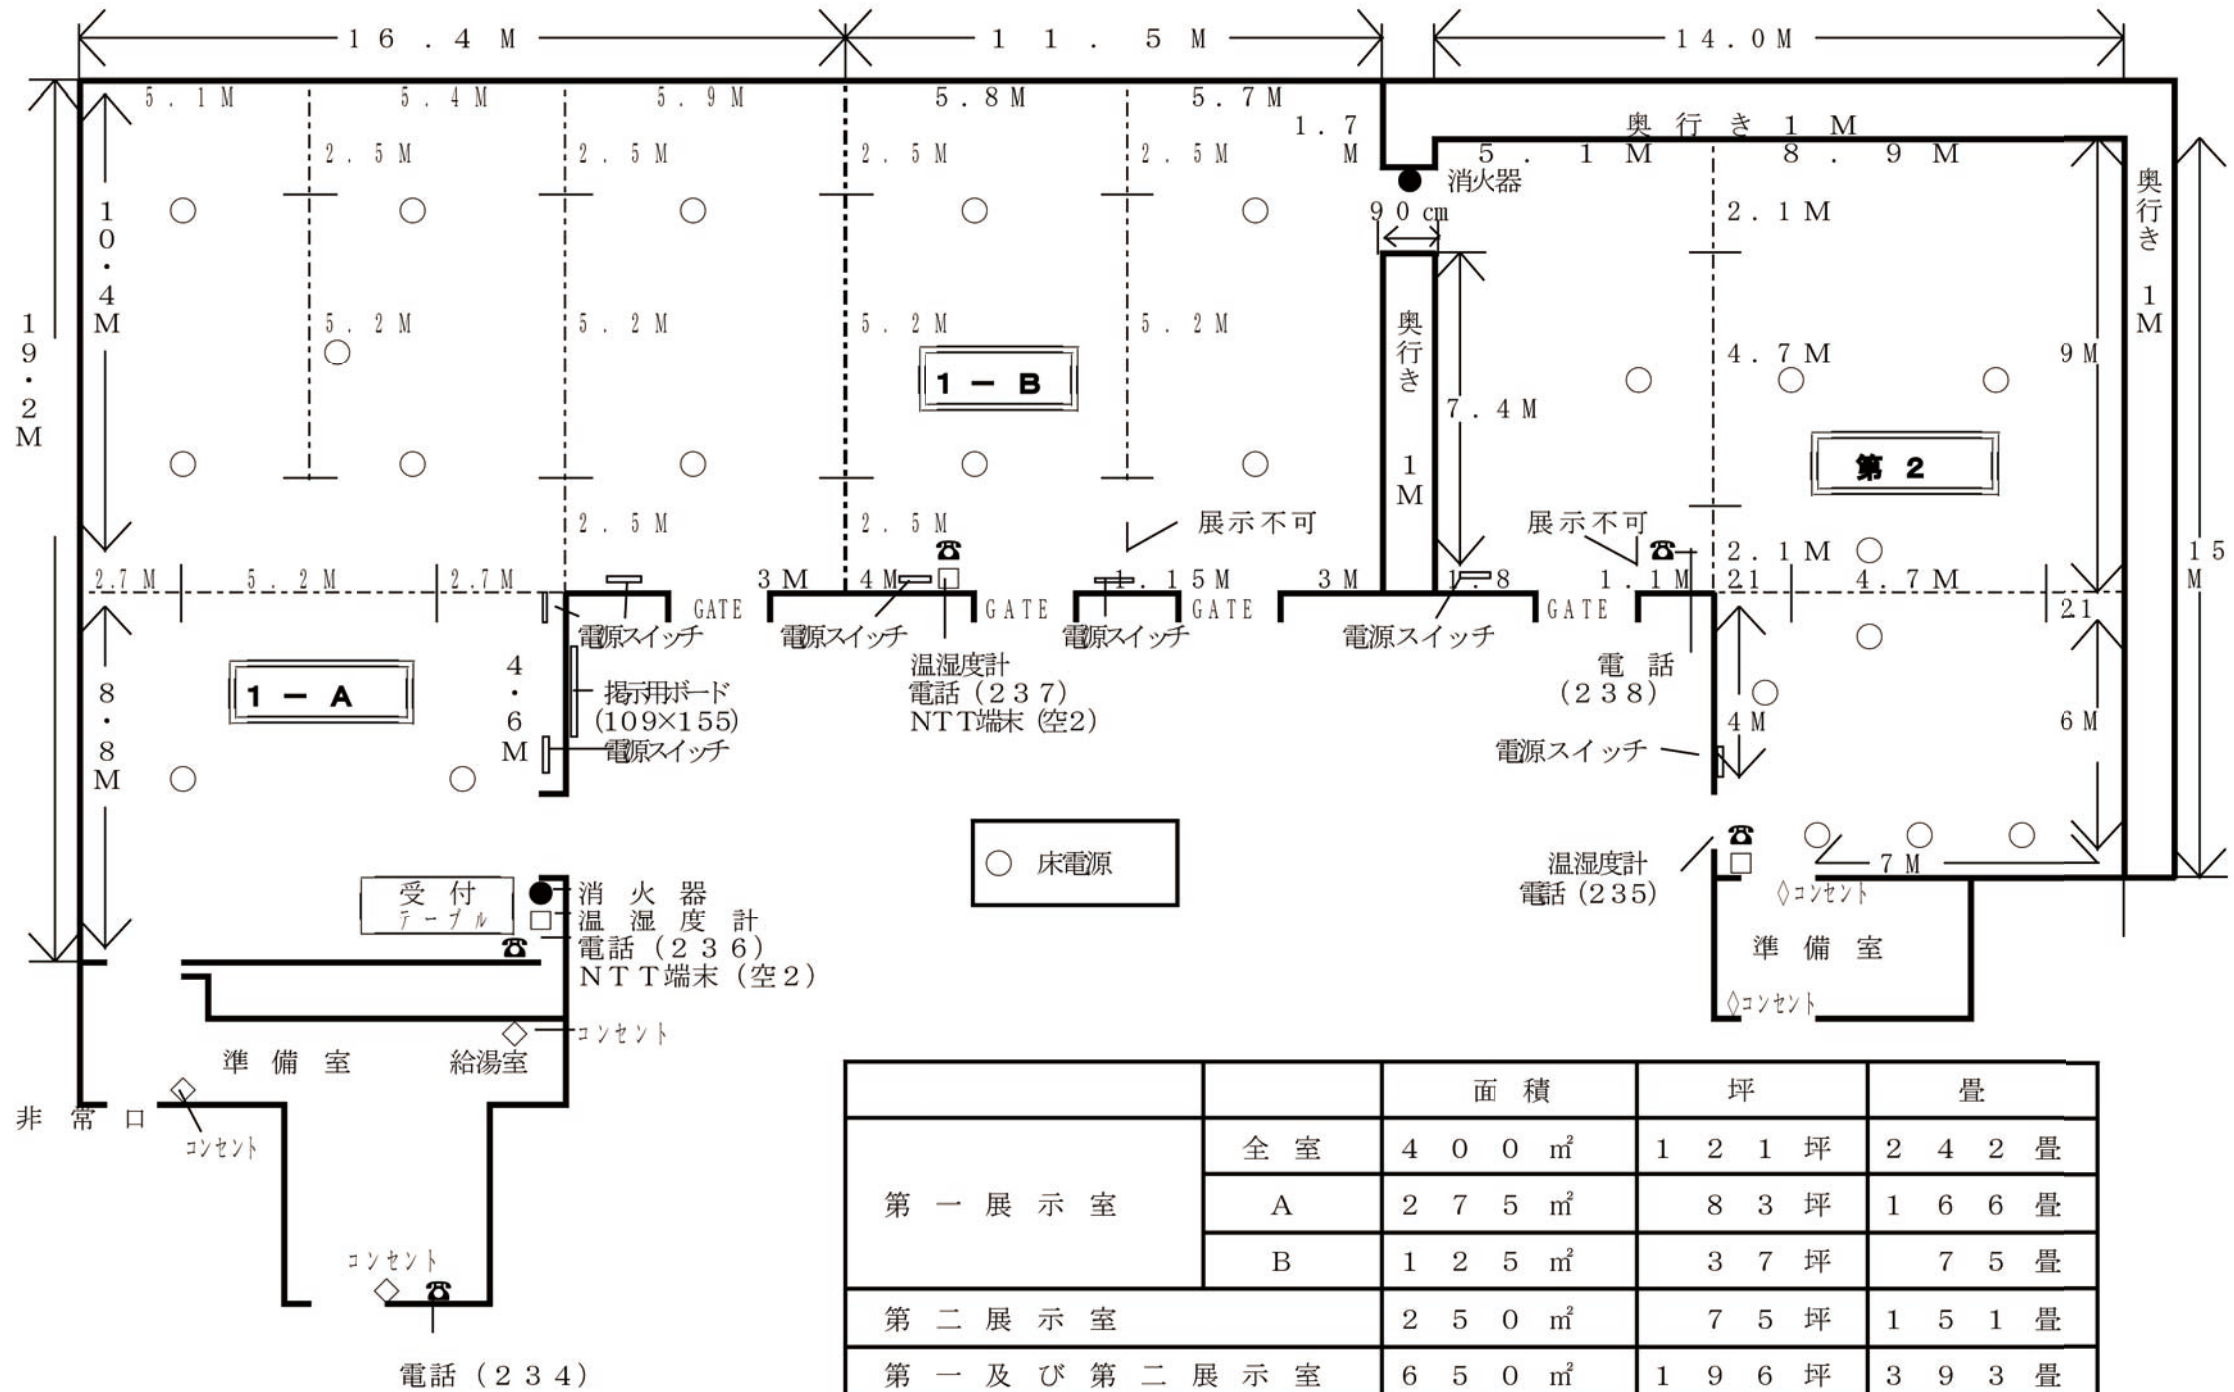 16.4M 11.5M 14.0M
5.1M 5.4M 5.9M 5.8M 5.7M
1.7M
奥行き1M
5.1M 8.9M
2.5M 2.5M 2.5M 2.5M
消火器
奥行き 1M
10.4M
90cm
2.1M
19.2M
5.2M 5.2M 5.2M 5.2M
奥行き 1M
4.7M
9M
1-B
7.4M
第2
2.5M 2.5M
展示不可
展示不可
2.1M
15M
2.7M 5.2M 2.7M
3M 4M 1.15M 3M 1.8 1.1M 21 4.7M
GATE GATE GATE GATE
21
電源スイッチ 電源スイッチ 電源スイッチ 電源スイッチ
8.8M
1-A
4.6M
掲示用ボード
(109×155)
電源スイッチ
温湿度計
電話(237)
NTT端末(空2)
電話
(238)
4M
6M
電源スイッチ
床電源
温湿度計
電話(235)
7M
受付
テーブル
消火器
温湿度計
電話(236)
NTT端末(空2)
コンセント
準備室
コンセント
コンセント
準備室 給湯室
非常口
コンセント
コンセント
電話(234)
面積 坪 畳
第一展示室 全室 400㎡ 121坪 242畳
A 275㎡ 83坪 166畳
B 125㎡ 37坪 75畳
第二展示室 250㎡ 75坪 151畳
第一及び第二展示室 650㎡ 196坪 393畳